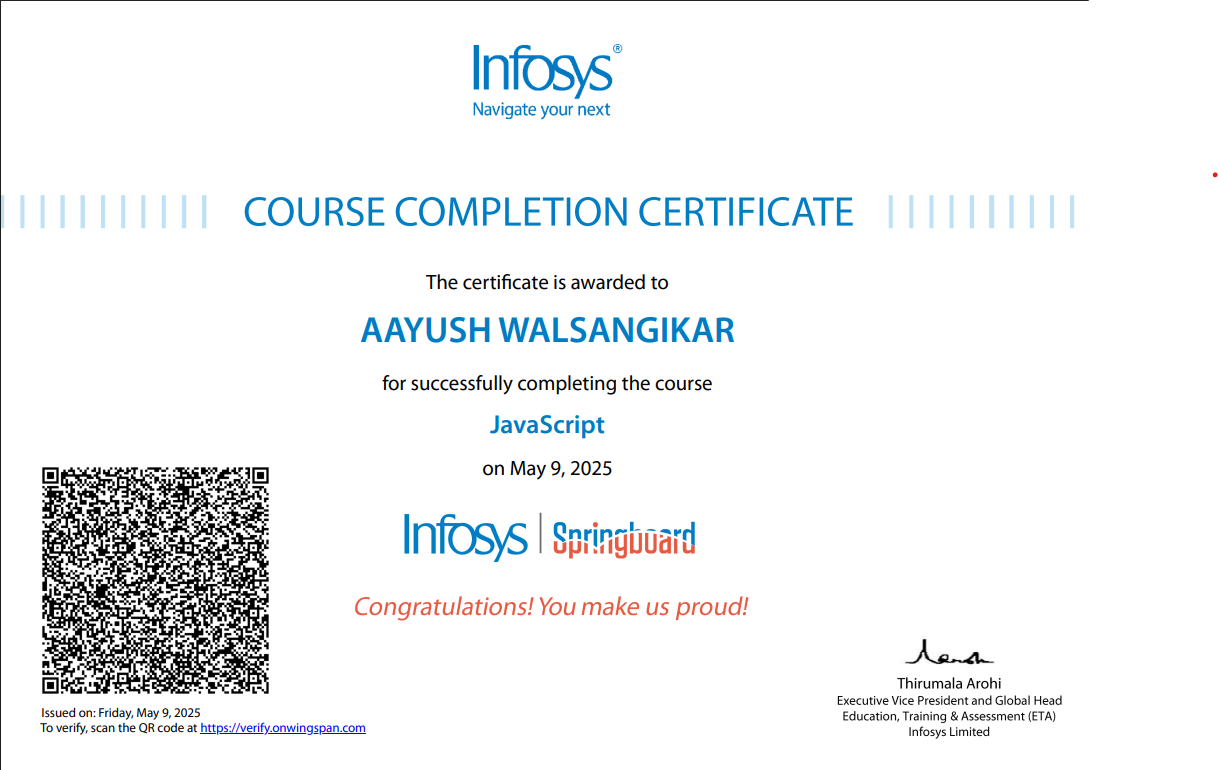 Infosys®
Navigate your next
COURSE COMPLETION CERTIFICATE
The certificate is awarded to
AAYUSH WALSANGIKAR
for successfully completing the course
JavaScript
on May 9, 2025
Infosys | Springboard
Congratulations! You make us proud!
Issued on: Friday, May 9, 2025
To verify, scan the QR code at https://verify.onwingspan.com
Thirumala Arohi
Executive Vice President and Global Head
Education, Training & Assessment (ETA)
Infosys Limited